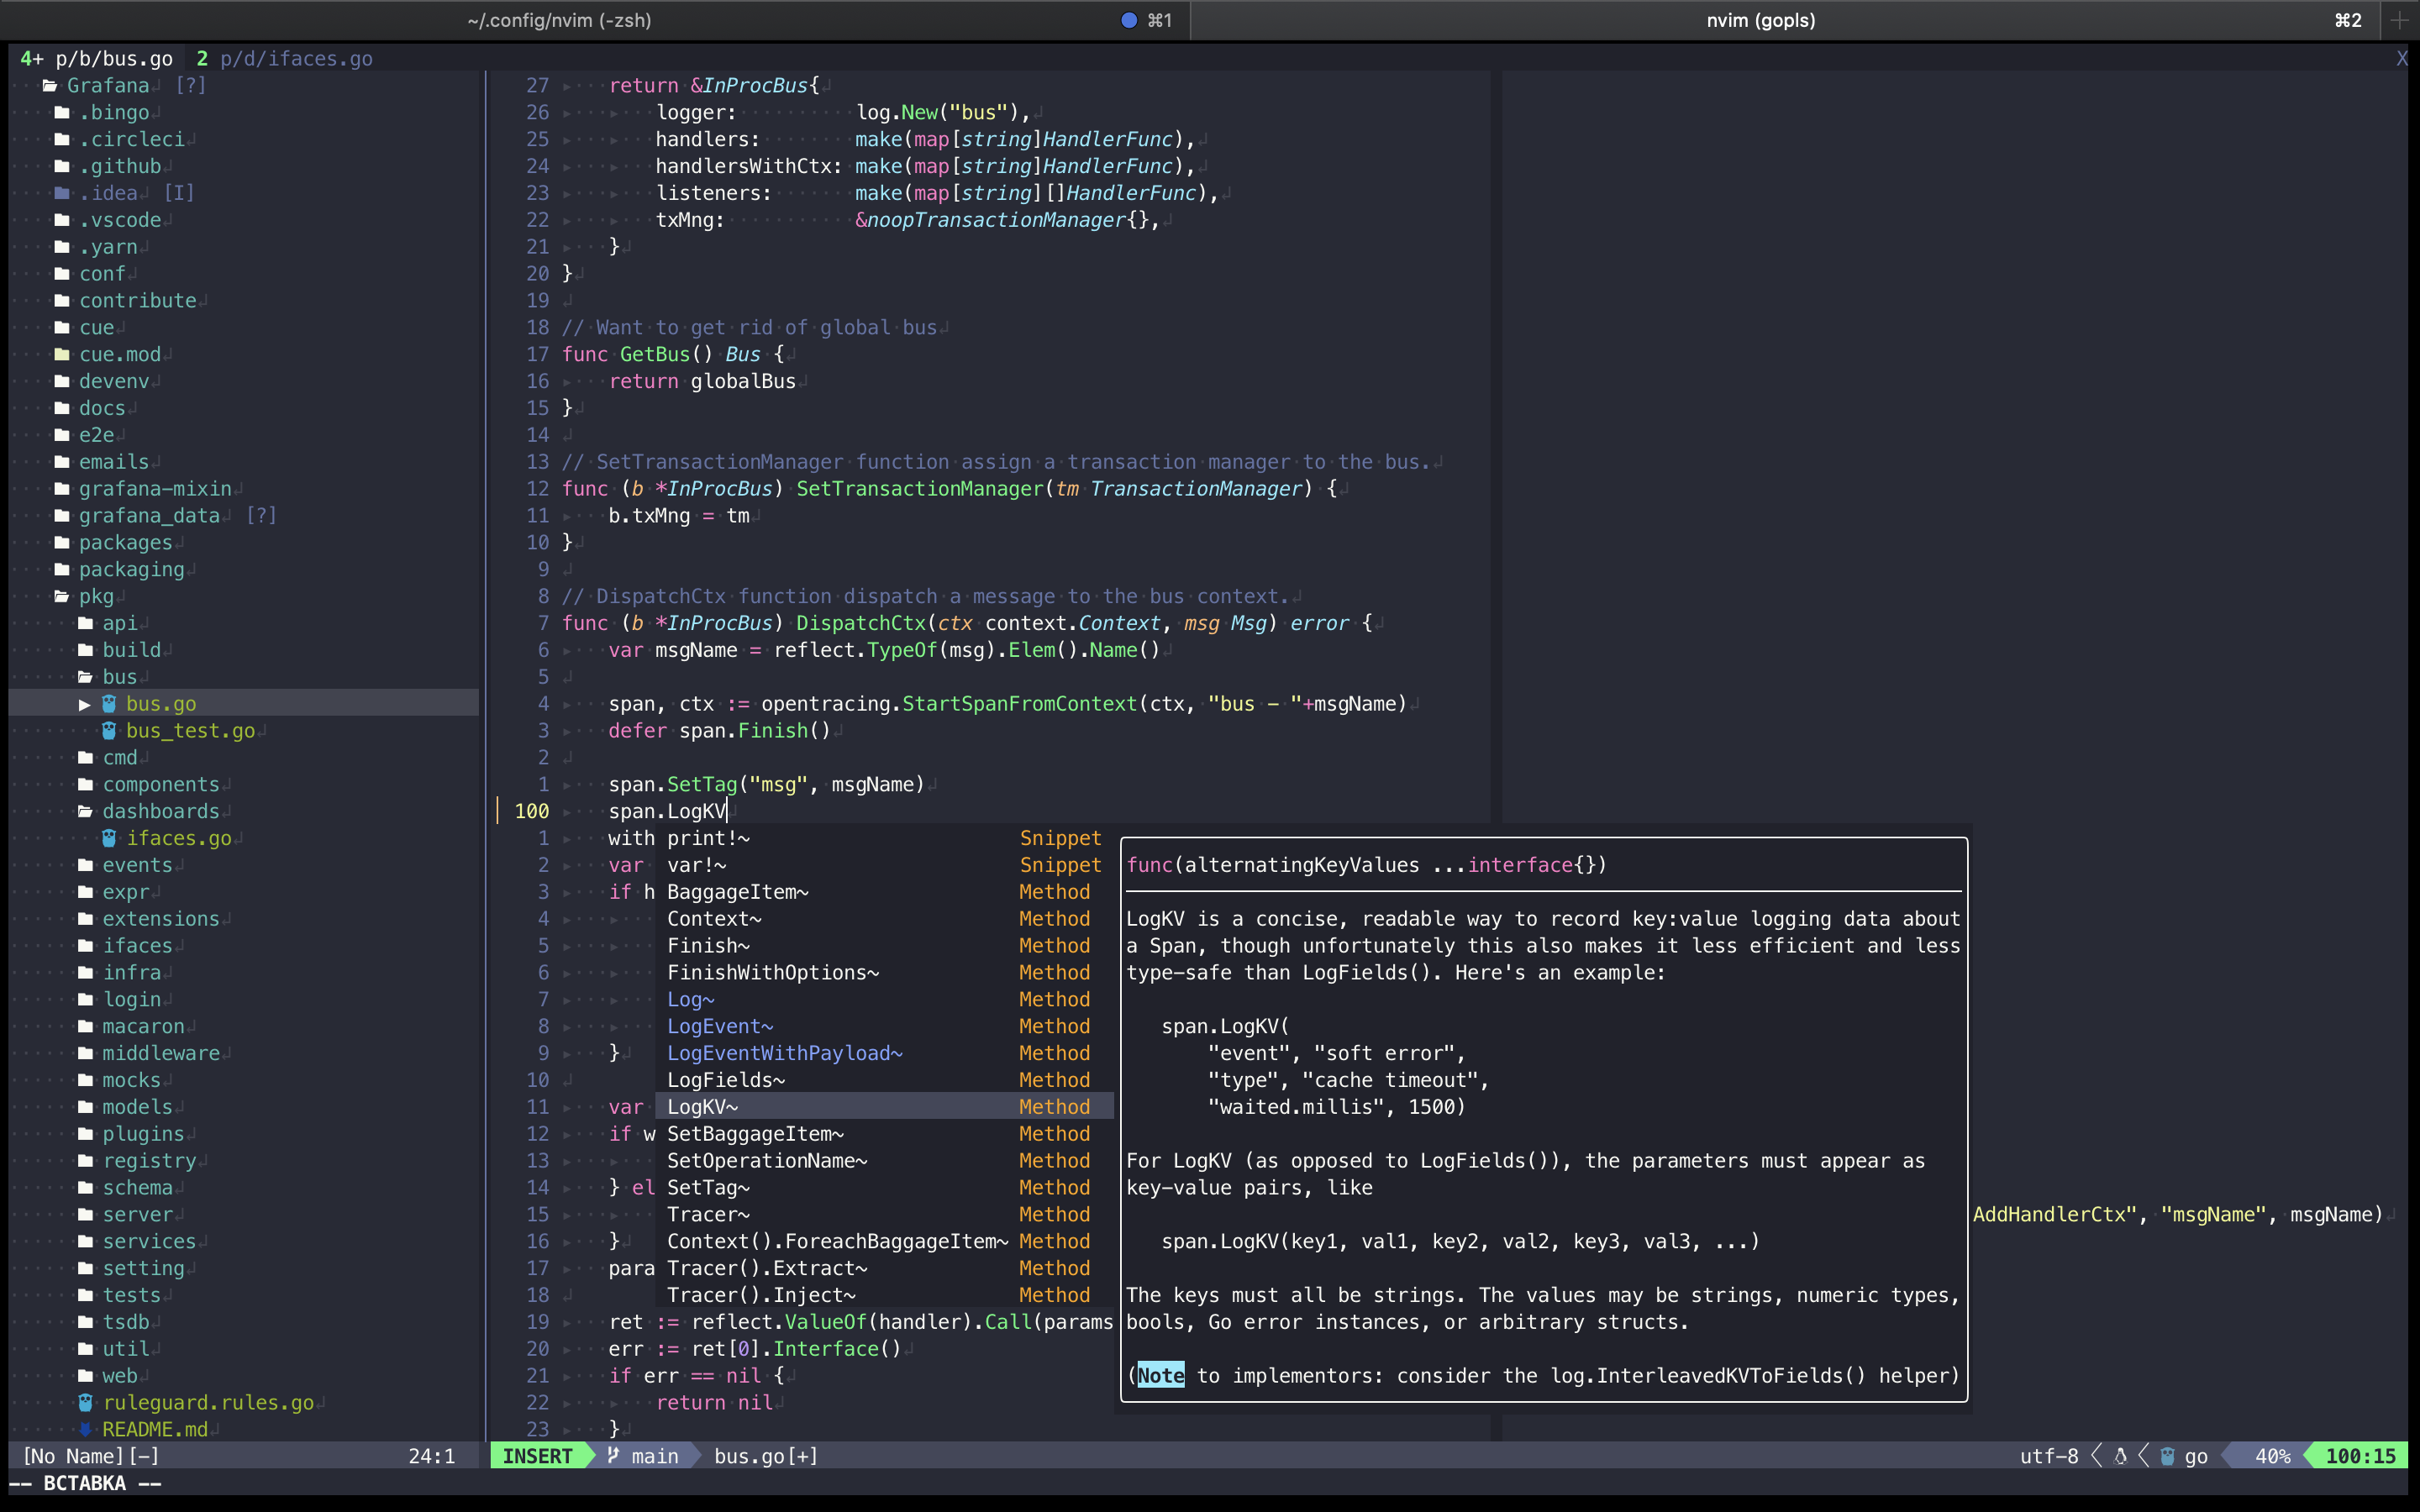 ~/.config/nvim (-zsh) ⌘1 nvim (gopls) ⌘2 +
4+ p/b/bus.go 2 p/d/ifaces.go X
Grafana [?]
.bingo
.circleci
.github
.idea [I]
.vscode
.yarn
conf
contribute
cue
cue.mod
devenv
docs
e2e
emails
grafana-mixin
grafana_data [?]
packages
packaging
pkg
api
build
bus
bus.go
bus_test.go
cmd
components
dashboards
ifaces.go
events
expr
extensions
ifaces
infra
login
macaron
middleware
mocks
models
plugins
registry
schema
server
services
setting
tests
tsdb
util
web
ruleguard.rules.go
README.md
[No Name][-] 24:1
27 return &InProcBus{
26 logger: log.New("bus"),
25 handlers: make(map[string]HandlerFunc),
24 handlersWithCtx: make(map[string]HandlerFunc),
23 listeners: make(map[string][]HandlerFunc),
22 txMng: &noopTransactionManager{},
21 }
20 }
19
18 // Want to get rid of global bus
17 func GetBus() Bus {
16 return globalBus
15 }
14
13 // SetTransactionManager function assign a transaction manager to the bus.
12 func (b *InProcBus) SetTransactionManager(tm TransactionManager) {
11 b.txMng = tm
10 }
9
8 // DispatchCtx function dispatch a message to the bus context.
7 func (b *InProcBus) DispatchCtx(ctx context.Context, msg Msg) error {
6 var msgName = reflect.TypeOf(msg).Elem().Name()
5
4 span, ctx := opentracing.StartSpanFromContext(ctx, "bus - "+msgName)
3 defer span.Finish()
2
1 span.SetTag("msg", msgName)
100 span.LogKV
1 with
2 var
3 if h
4
5
6
7
8
9 }
10
11 var
12 if w
13
14 } el
15 AddHandlerCtx", "msgName", msgName)
16 }
17 para
18
19 ret := reflect.ValueOf(handler).Call(params
20 err := ret[0].Interface()
21 if err == nil {
22 return nil
23 }
print!~ Snippet
var!~ Snippet
BaggageItem~ Method
Context~ Method
Finish~ Method
FinishWithOptions~ Method
Log~ Method
LogEvent~ Method
LogEventWithPayload~ Method
LogFields~ Method
LogKV~ Method
SetBaggageItem~ Method
SetOperationName~ Method
SetTag~ Method
Tracer~ Method
Context().ForeachBaggageItem~ Method
Tracer().Extract~ Method
Tracer().Inject~ Method
func(alternatingKeyValues ...interface{})
LogKV is a concise, readable way to record key:value logging data about
a Span, though unfortunately this also makes it less efficient and less
type-safe than LogFields(). Here's an example:
span.LogKV(
"event", "soft error",
"type", "cache timeout",
"waited.millis", 1500)
For LogKV (as opposed to LogFields()), the parameters must appear as
key-value pairs, like
span.LogKV(key1, val1, key2, val2, key3, val3, ...)
The keys must all be strings. The values may be strings, numeric types,
bools, Go error instances, or arbitrary structs.
(Note to implementors: consider the log.InterleavedKVToFields() helper)
INSERT main bus.go[+] utf-8 go 40% 100:15
-- ВСТАВКА --